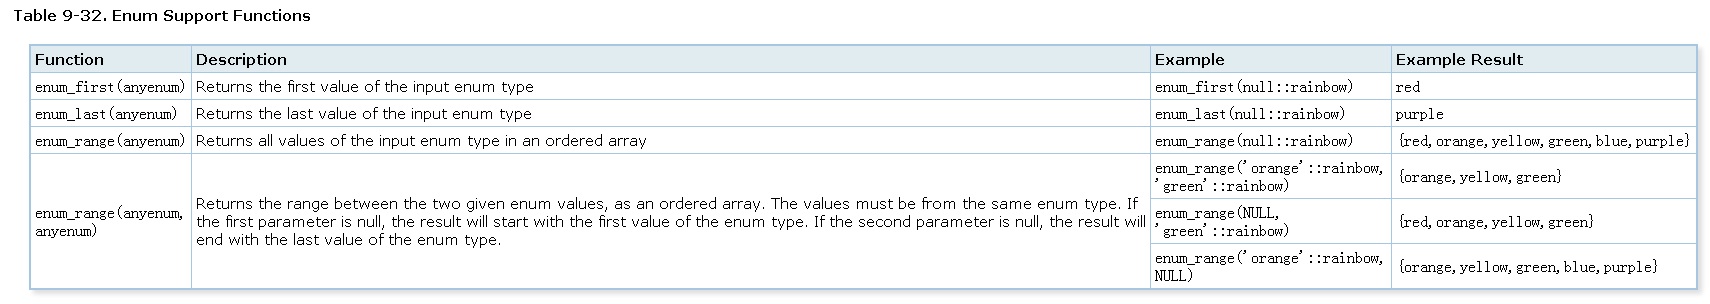 Table 9-32. Enum Support Functions
Function Description Example Example Result
enum_first(anyenum) Returns the first value of the input enum type enum_first(null::rainbow) red
enum_last(anyenum) Returns the last value of the input enum type enum_last(null::rainbow) purple
enum_range(anyenum) Returns all values of the input enum type in an ordered array enum_range(null::rainbow) {red,orange,yellow,green,blue,purple}
enum_range(anyenum,
anyenum)
Returns the range between the two given enum values, as an ordered array. The values must be from the same enum type. If
the first parameter is null, the result will start with the first value of the enum type. If the second parameter is null, the result will
end with the last value of the enum type.
enum_range('orange'::rainbow,
'green'::rainbow)
{orange,yellow,green}
enum_range(NULL,
'green'::rainbow)
{red,orange,yellow,green}
enum_range('orange'::rainbow,
NULL)
{orange,yellow,green,blue,purple}